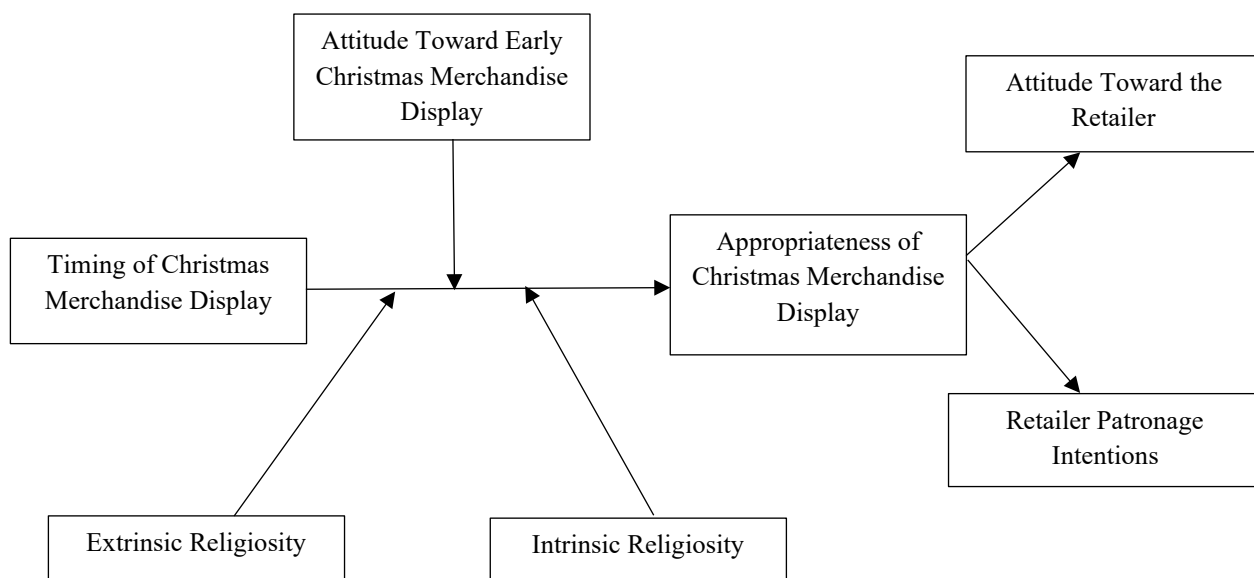 Attitude Toward Early
Christmas Merchandise
Display
Attitude Toward the
Retailer
Timing of Christmas
Merchandise Display
Appropriateness of
Christmas Merchandise
Display
Retailer Patronage
Intentions
Extrinsic Religiosity
Intrinsic Religiosity